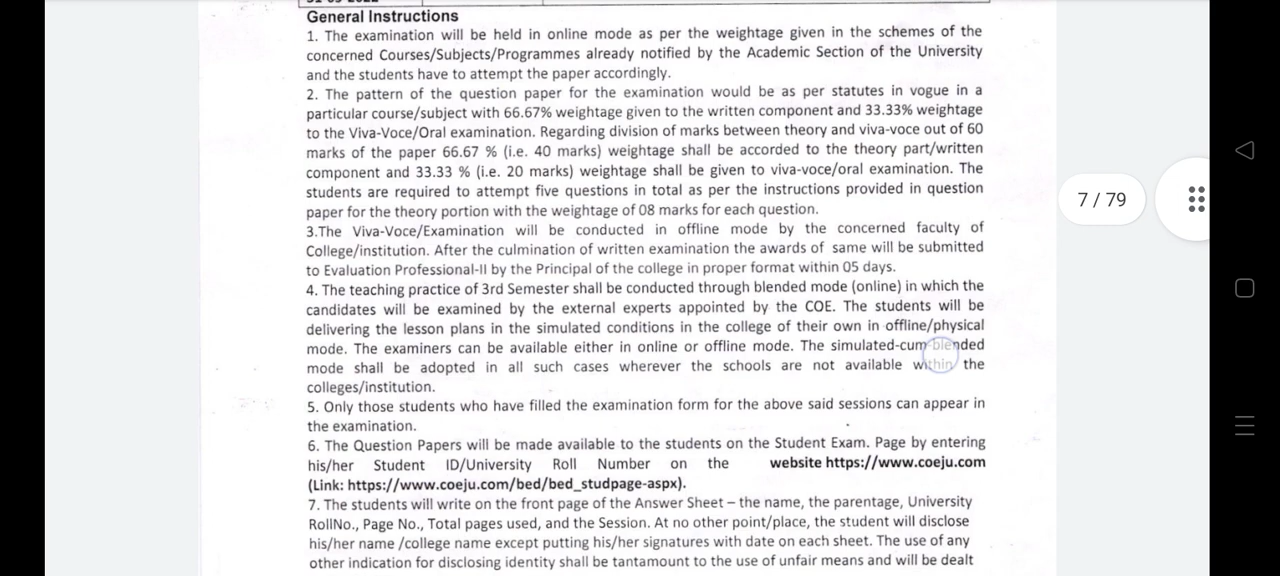 General Instructions
1. The examination will be held in online mode as per the weightage given in the schemes of the
concerned Courses/Subjects/Programmes already notified by the Academic Section of the University
and the students have to attempt the paper accordingly.
2. The pattern of the question paper for the examination would be as per statutes in vogue in a
particular course/subject with 66.67% weightage given to the written component and 33.33% weightage
to the Viva-Voce/Oral examination. Regarding division of marks between theory and viva-voce out of 60
marks of the paper 66.67 % (i.e. 40 marks) weightage shall be accorded to the theory part/written
component and 33.33 % (i.e. 20 marks) weightage shall be given to viva-voce/oral examination. The
students are required to attempt five questions in total as per the instructions provided in question
paper for the theory portion with the weightage of 08 marks for each question.
3.The Viva-Voce/Examination will be conducted in offline mode by the concerned faculty of
College/institution. After the culmination of written examination the awards of same will be submitted
to Evaluation Professional-II by the Principal of the college in proper format within 05 days.
4. The teaching practice of 3rd Semester shall be conducted through blended mode (online) in which the
candidates will be examined by the external experts appointed by the COE. The students will be
delivering the lesson plans in the simulated conditions in the college of their own in offline/physical
mode. The examiners can be available either in online or offline mode. The simulated-cum-blended
mode shall be adopted in all such cases wherever the schools are not available within the
colleges/institution.
5. Only those students who have filled the examination form for the above said sessions can appear in
the examination.
6. The Question Papers will be made available to the students on the Student Exam. Page by entering
his/her Student ID/University Roll Number on the website https://www.coeju.com
(Link: https://www.coeju.com/bed/bed_studpage-aspx).
7. The students will write on the front page of the Answer Sheet – the name, the parentage, University
RollNo., Page No., Total pages used, and the Session. At no other point/place, the student will disclose
his/her name /college name except putting his/her signatures with date on each sheet. The use of any
other indication for disclosing identity shall be tantamount to the use of unfair means and will be dealt
7 / 79